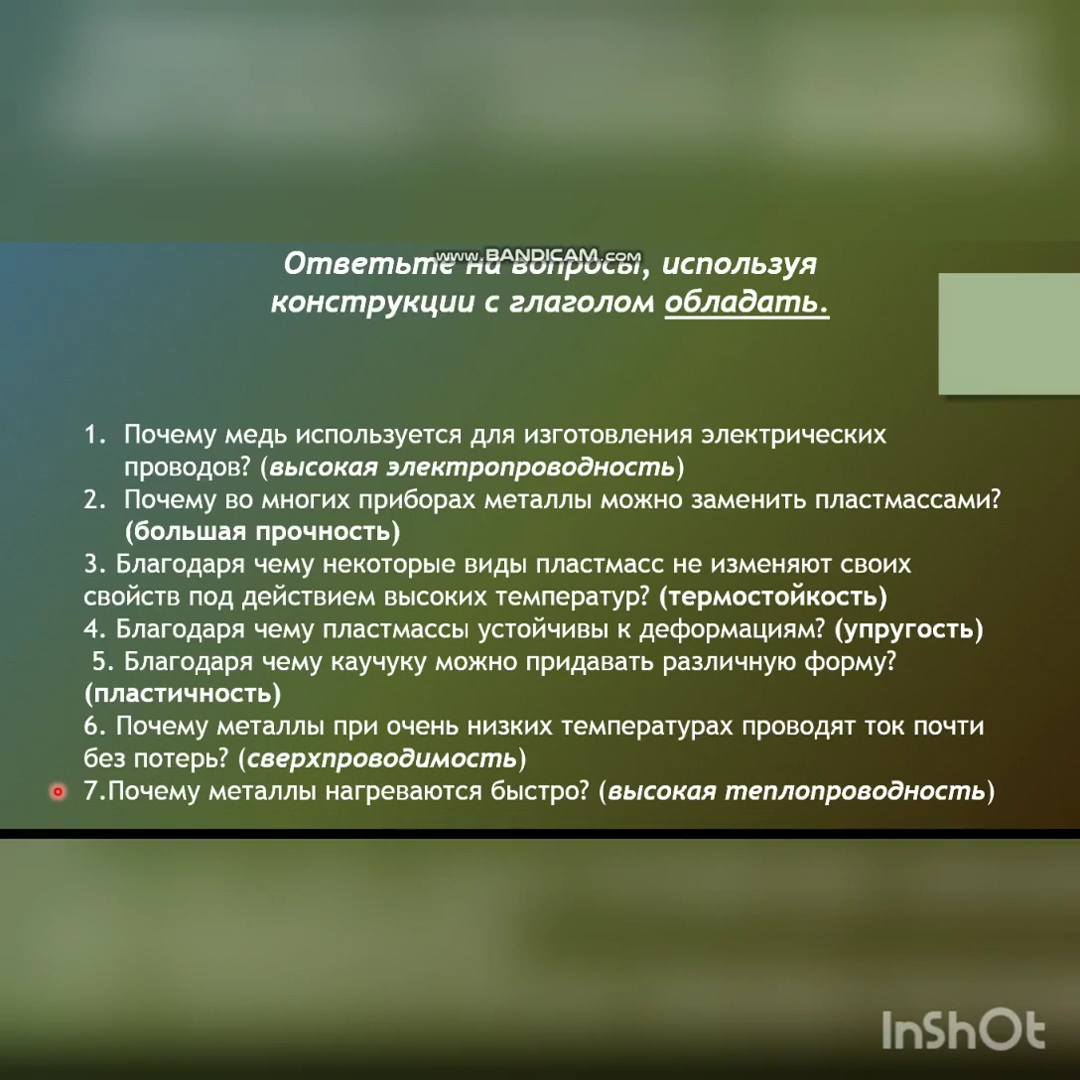 www.BANDICAM.com
Ответьте на вопросы, используя
конструкции с глаголом обладать.
1. Почему медь используется для изготовления электрических
проводов? (высокая электропроводность)
2. Почему во многих приборах металлы можно заменить пластмассами?
(большая прочность)
3. Благодаря чему некоторые виды пластмасс не изменяют своих
свойств под действием высоких температур? (термостойкость)
4. Благодаря чему пластмассы устойчивы к деформациям? (упругость)
5. Благодаря чему каучуку можно придавать различную форму?
(пластичность)
6. Почему металлы при очень низких температурах проводят ток почти
без потерь? (сверхпроводимость)
7.Почему металлы нагреваются быстро? (высокая теплопроводность)
InShOt